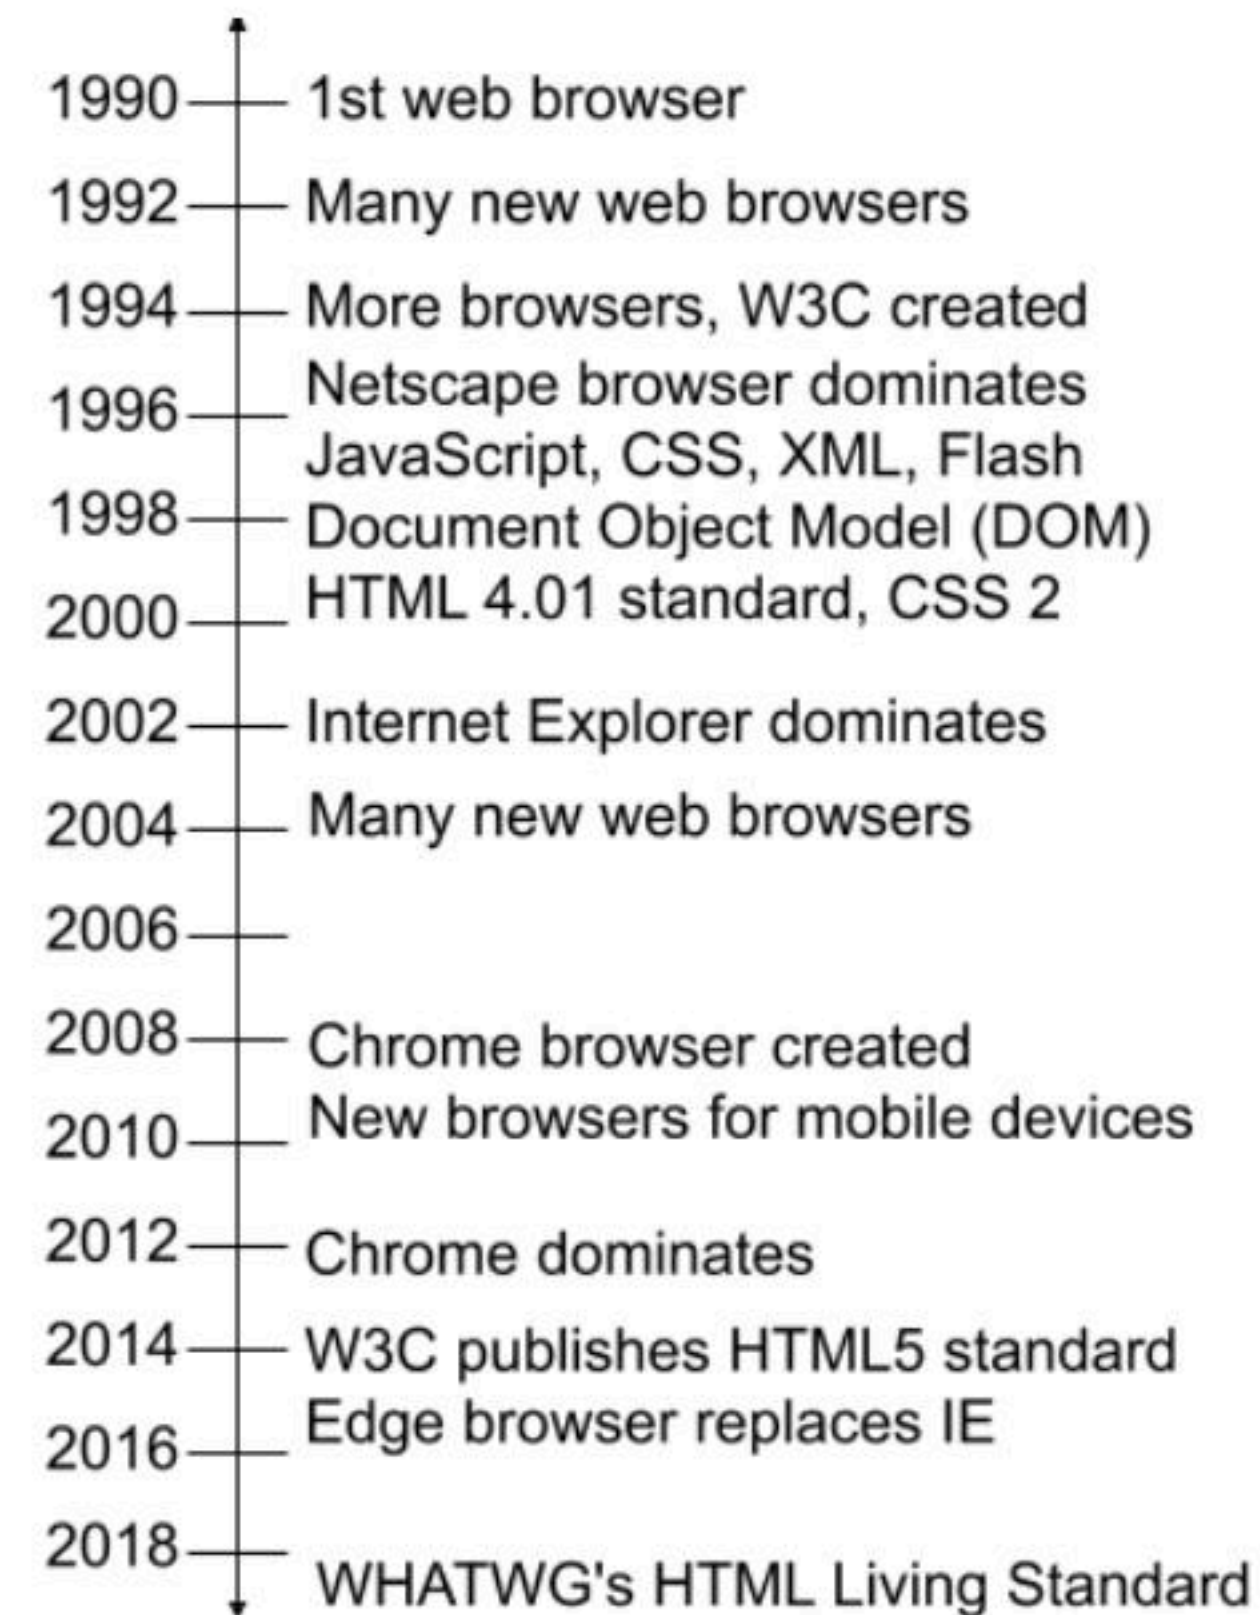 1990 1st web browser
1992 Many new web browsers
1994 More browsers, W3C created
Netscape browser dominates
1996
JavaScript, CSS, XML, Flash
1998 Document Object Model (DOM)
HTML 4.01 standard, CSS 2
2000
2002 Internet Explorer dominates
2004 Many new web browsers
2006
2008 Chrome browser created
New browsers for mobile devices
2010
2012 Chrome dominates
2014 W3C publishes HTML5 standard
Edge browser replaces IE
2016
2018
WHATWG's HTML Living Standard